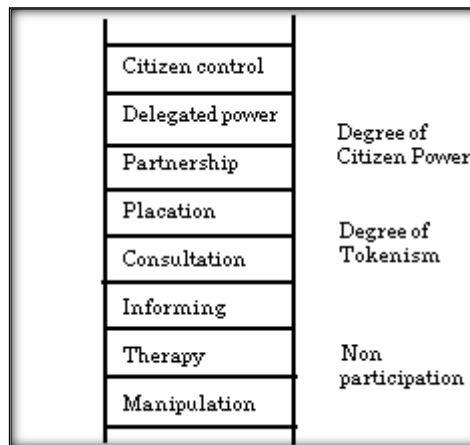 Citizen control
Delegated power
Partnership
Placation
Consultation
Informing
Therapy
Manipulation
Degree of
Citizen Power
Degree of
Tokenism
Non
participation